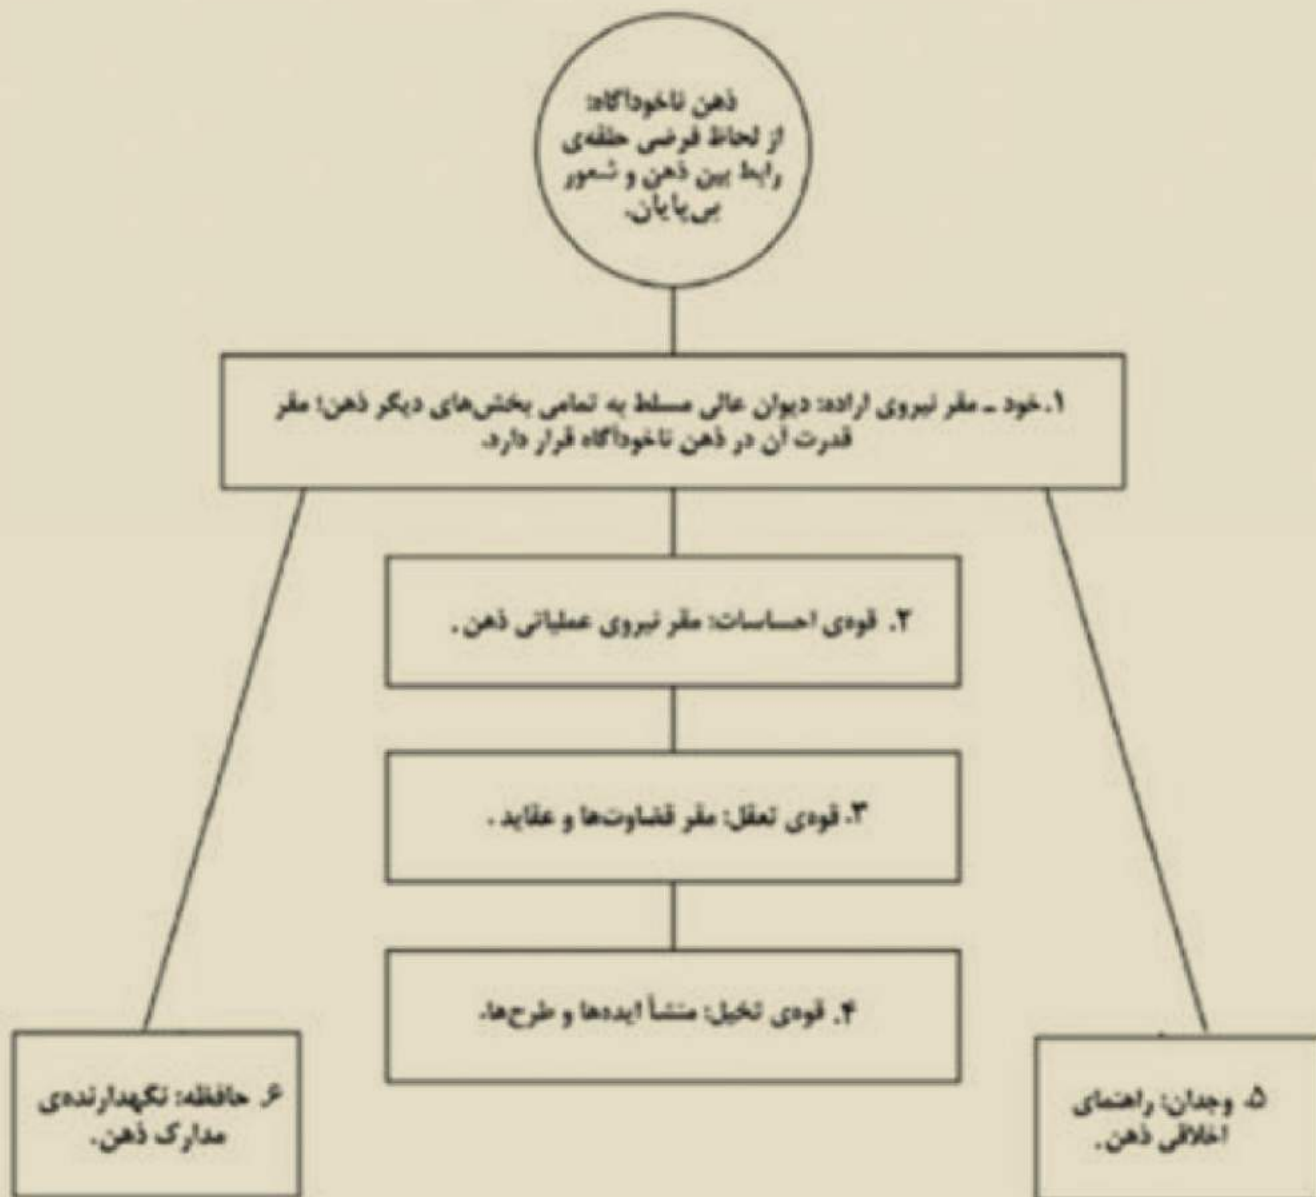 ذهن ناخودآگاه:
از لحاظ فرضی حلقه‌ی
رابط بین ذهن و شعور
بی‌پایان.
۱. خود ـ مقر نیروی اراده: دیوان عالی مسلط به تمامی بخش‌های دیگر ذهن؛ مقر
قدرت آن در ذهن ناخودآگاه قرار دارد.
۲. قوه‌ی احساسات: مقر نیروی عملیاتی ذهن.
۳. قوه‌ی تعقل: مقر قضاوت‌ها و عقاید.
۴. قوه‌ی تخیل: منشأ ایده‌ها و طرح‌ها.
۵. وجدان: راهنمای
اخلاقی ذهن.
۶. حافظه: نگهدارنده‌ی
مدارک ذهن.